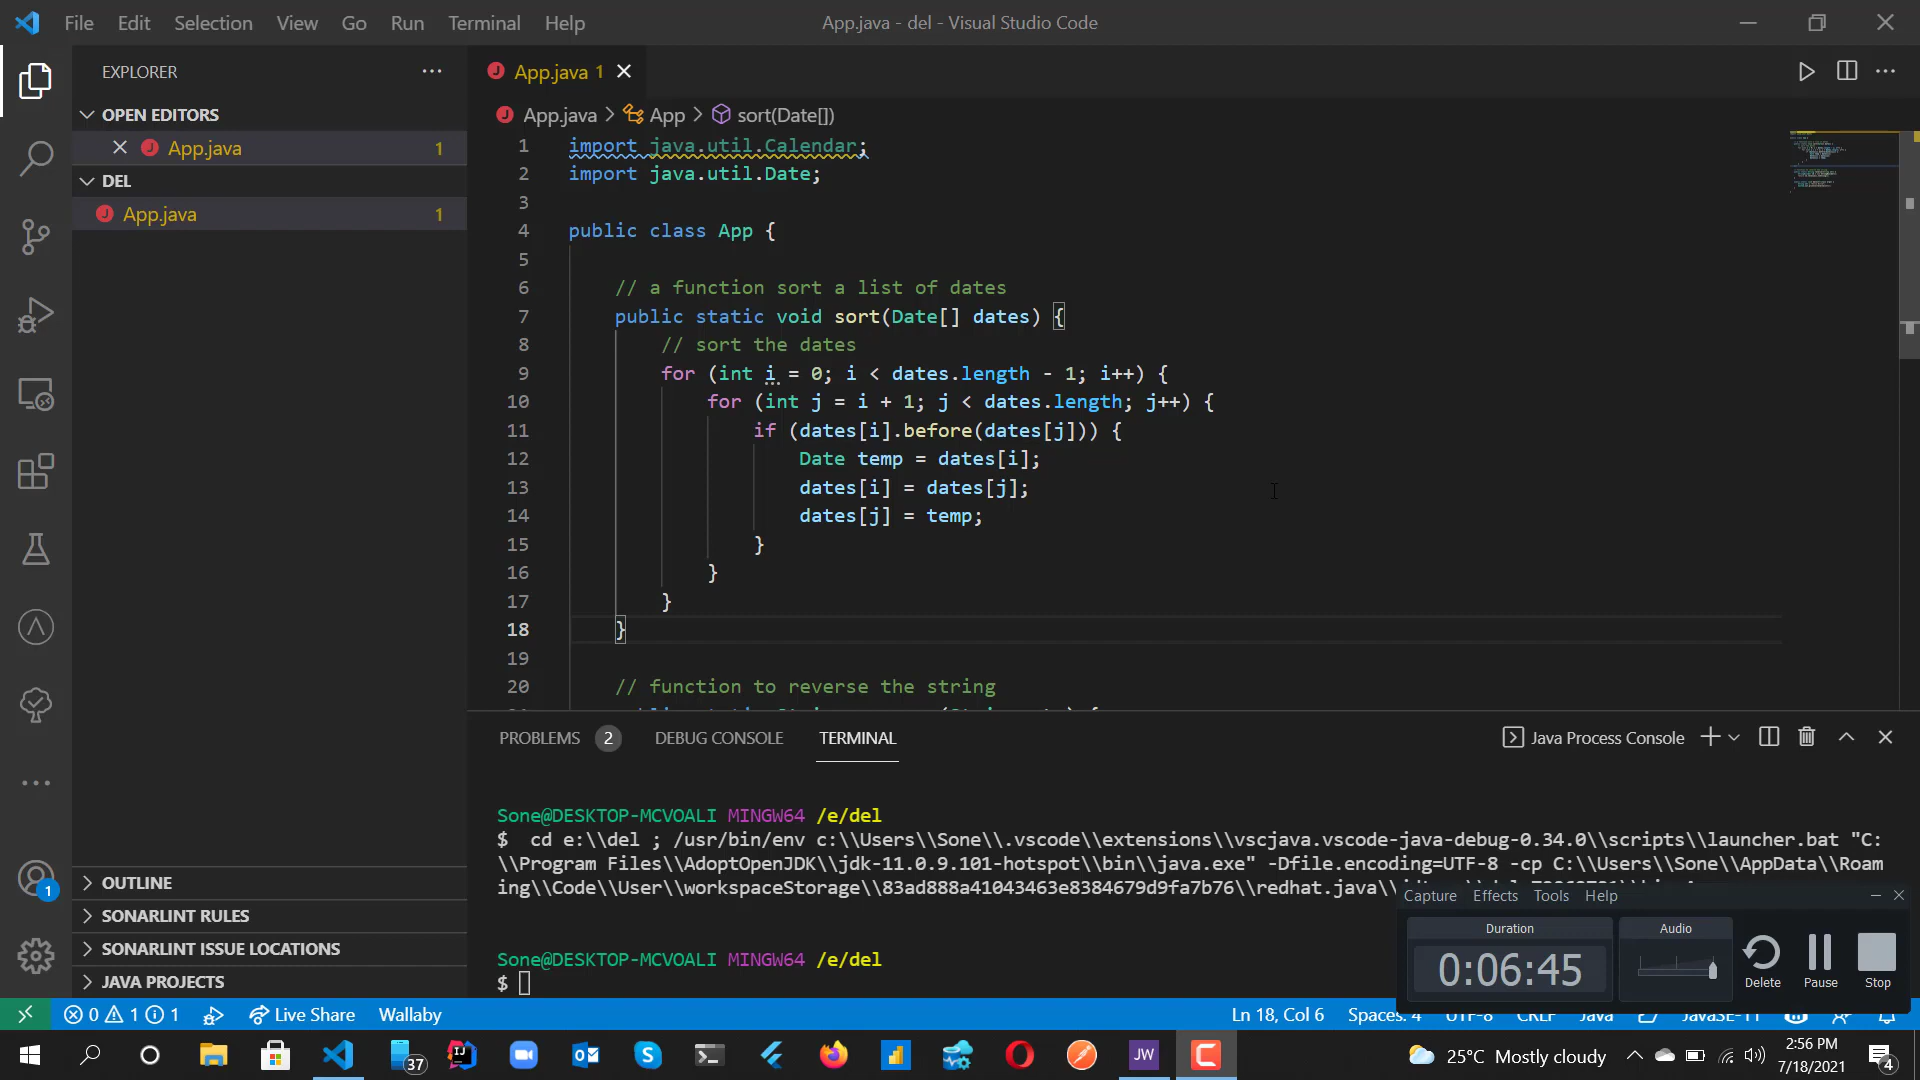 File Edit Selection View Go Run Terminal Help
App.java - del - Visual Studio Code
EXPLORER
OPEN EDITORS
App.java 1
DEL
App.java 1
OUTLINE
SONARLINT RULES
SONARLINT ISSUE LOCATIONS
JAVA PROJECTS
App.java 1
App.java > App > sort(Date[])
1 import java.util.Calendar;
2 import java.util.Date;
3
4 public class App {
5
6 // a function sort a list of dates
7 public static void sort(Date[] dates) {
8 // sort the dates
9 for (int i = 0; i < dates.length - 1; i++) {
10 for (int j = i + 1; j < dates.length; j++) {
11 if (dates[i].before(dates[j])) {
12 Date temp = dates[i];
13 dates[i] = dates[j];
14 dates[j] = temp;
15 }
16 }
17 }
18 }
19
20 // function to reverse the string
PROBLEMS 2 DEBUG CONSOLE TERMINAL
Java Process Console
Sone@DESKTOP-MCVOALI MINGW64 /e/del
$ cd e:\\del ; /usr/bin/env c:\\Users\\Sone\\.vscode\\extensions\\vscjava.vscode-java-debug-0.34.0\\scripts\\launcher.bat "C:
\\Program Files\\AdoptOpenJDK\\jdk-11.0.9.101-hotspot\\bin\\java.exe" -Dfile.encoding=UTF-8 -cp C:\\Users\\Sone\\AppData\\Roam
ing\\Code\\User\\workspaceStorage\\83ad888a41043463e8384679d9fa7b76\\redhat.java\\
Sone@DESKTOP-MCVOALI MINGW64 /e/del
$
Capture Effects Tools Help
Duration
0:06:45
Audio
Delete
Pause
Stop
1
0 1 1 Live Share Wallaby
Ln 18, Col 6 Spaces: 4 UTF-8 CRLF Java JavaSE-11
37
JW
25°C Mostly cloudy
2:56 PM
7/18/2021
4